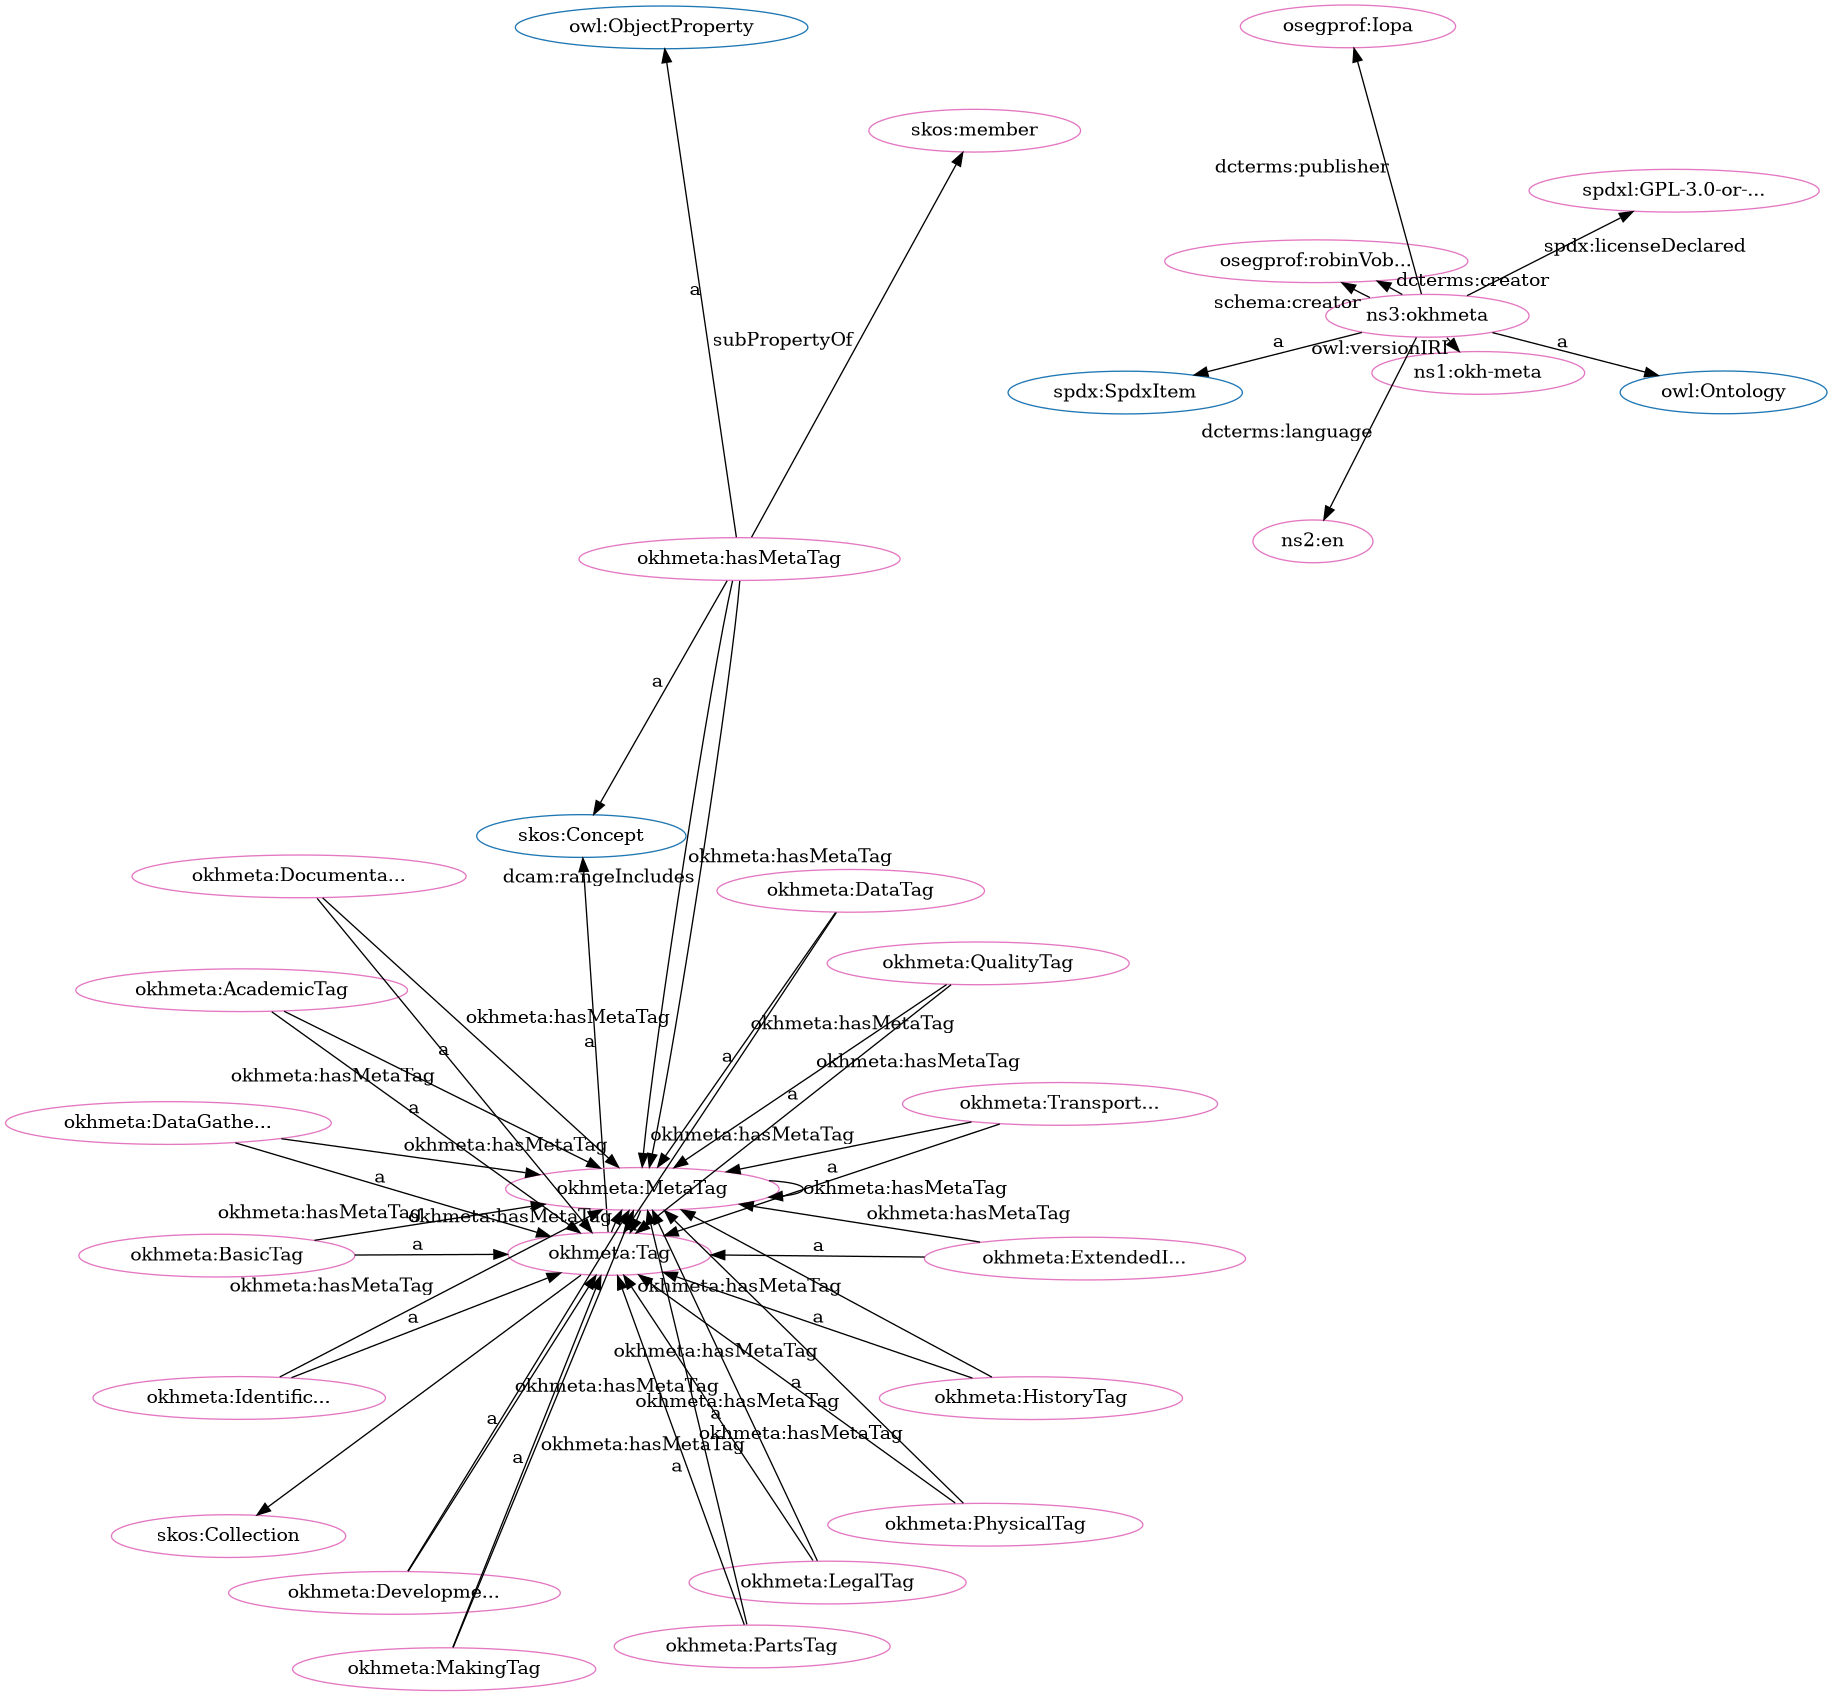 owl:ObjectProperty
osegprof:Iopa
skos:member
dcterms:publisher
spdxl:GPL-3.0-or-...
spdx:licenseDeclared
osegprof:robinVob...
dcterms:creator
a
schema:creator
ns3:okhmeta
subPropertyOf
a
owl:versionIRI
a
ns1:okh-meta
spdx:SpdxItem
owl:Ontology
dcterms:language
ns2:en
okhmeta:hasMetaTag
a
skos:Concept
okhmeta:hasMetaTag
okhmeta:Documenta...
dcam:rangeIncludes
okhmeta:DataTag
okhmeta:QualityTag
okhmeta:AcademicTag
okhmeta:hasMetaTag
okhmeta:hasMetaTag
a
a
a
okhmeta:hasMetaTag
okhmeta:hasMetaTag
a
okhmeta:Transport...
a
okhmeta:DataGathe...
okhmeta:hasMetaTag
okhmeta:hasMetaTag
a
a
okhmeta:MetaTag
okhmeta:hasMetaTag
okhmeta:hasMetaTag
okhmeta:hasMetaTag
okhmeta:hasMetaTag
a
a
okhmeta:BasicTag
okhmeta:Tag
okhmeta:ExtendedI...
okhmeta:hasMetaTag
okhmeta:hasMetaTag
a
a
okhmeta:hasMetaTag
okhmeta:Identific...
okhmeta:hasMetaTag
a
okhmeta:HistoryTag
okhmeta:hasMetaTag
a
a
okhmeta:hasMetaTag
okhmeta:hasMetaTag
a
a
skos:Collection
okhmeta:PhysicalTag
okhmeta:Developme...
okhmeta:LegalTag
okhmeta:PartsTag
okhmeta:MakingTag